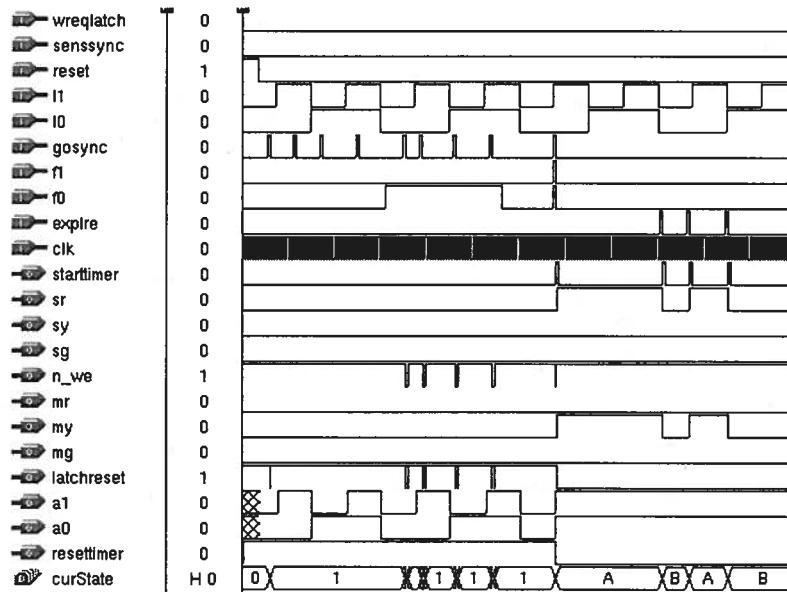 wreqlatch 0
senssync 0
reset 1
l1 0
l0 0
gosync 0
f1 0
f0 0
expire 0
clk 0
starttimer 0
sr 0
sy 0
sg 0
n_we 1
mr 0
my 0
mg 0
latchreset 1
a1 0
a0 0
resettimer 0
curState H 0 0 1 1 1 1 A B A B